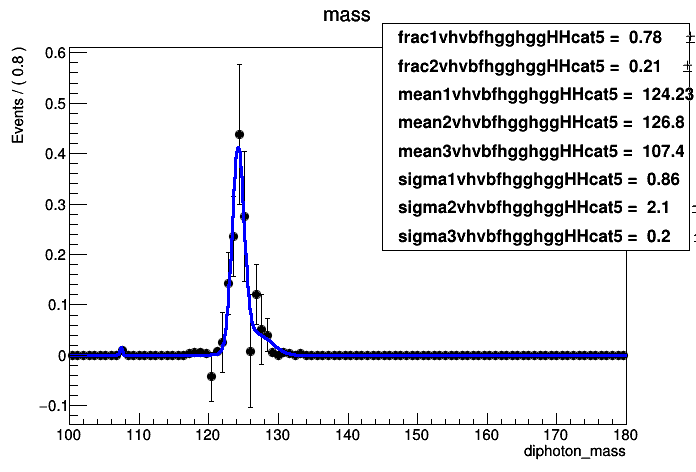 mass
frac1vhvbfhgghggHHcat5 = 0.78 ±
frac2vhvbfhgghggHHcat5 = 0.21 ±
mean1vhvbfhgghggHHcat5 = 124.23
mean2vhvbfhgghggHHcat5 = 126.8
mean3vhvbfhgghggHHcat5 = 107.4
sigma1vhvbfhgghggHHcat5 = 0.86
sigma2vhvbfhgghggHHcat5 = 2.1
sigma3vhvbfhgghggHHcat5 = 0.2
Events / ( 0.8 )
0.6
0.5
0.4
0.3
0.2
0.1
0
−0.1
100 110 120 130 140 150 160 170 180
diphoton_mass